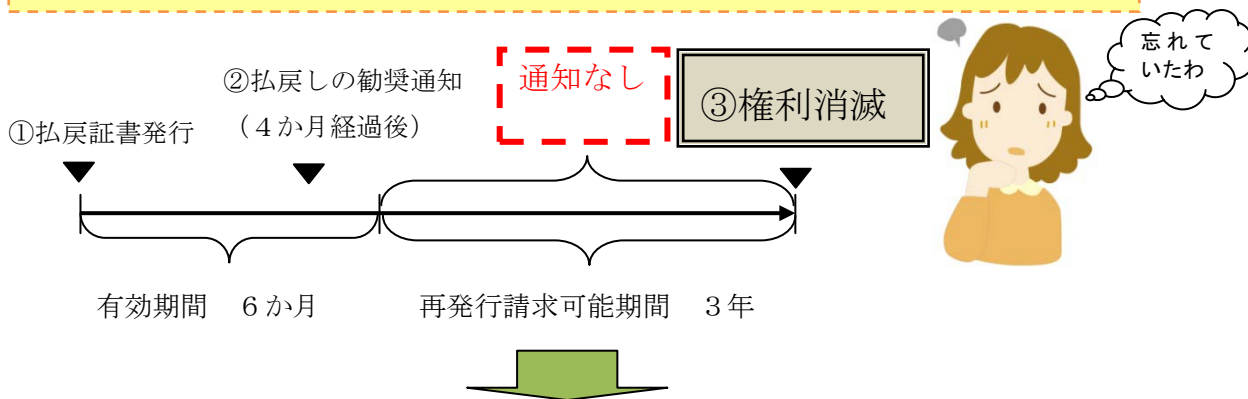 忘れて
いたわ
通知なし
②払戻しの勧奨通知
（４か月経過後）
③権利消滅
①払戻証書発行
有効期間　６か月
再発行請求可能期間　３年